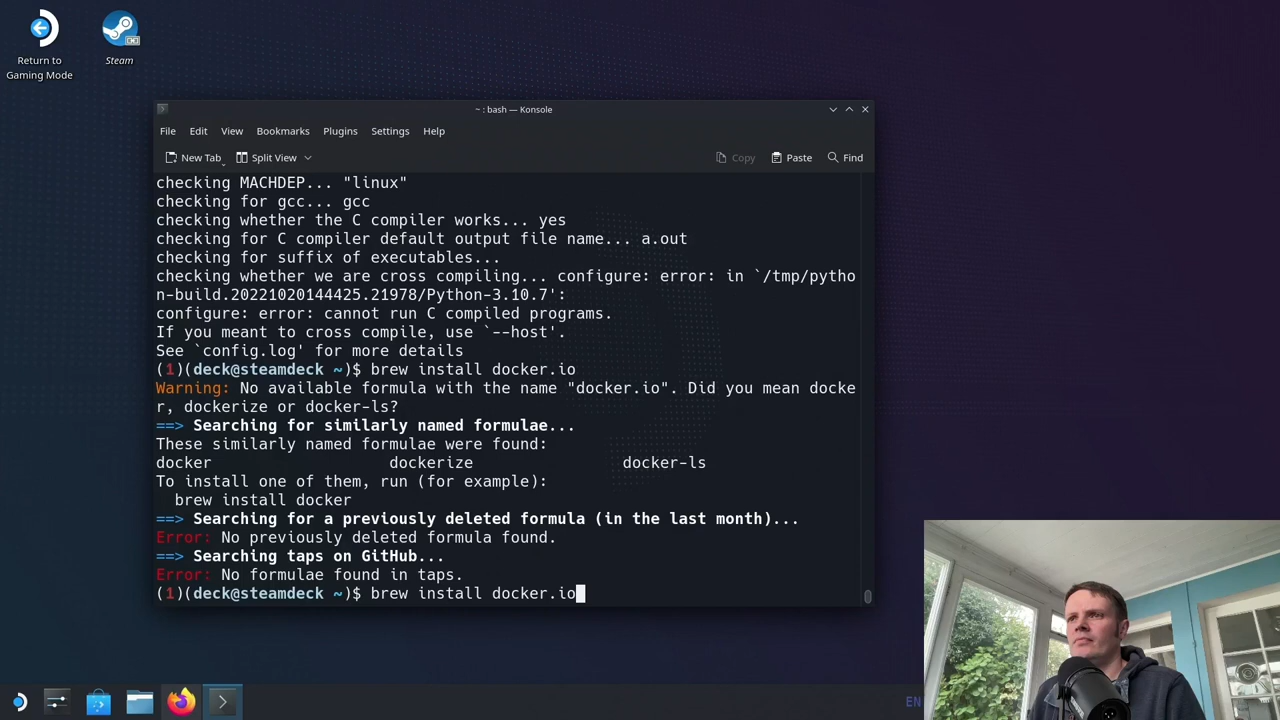 Return to
Gaming Mode
Steam
~ : bash — Konsole
File Edit View Bookmarks Plugins Settings Help
New Tab Split View Copy Paste Find
checking MACHDEP... "linux"
checking for gcc... gcc
checking whether the C compiler works... yes
checking for C compiler default output file name... a.out
checking for suffix of executables...
checking whether we are cross compiling... configure: error: in `/tmp/pytho
n-build.20221020144425.21978/Python-3.10.7':
configure: error: cannot run C compiled programs.
If you meant to cross compile, use `--host'.
See `config.log' for more details
(1)(deck@steamdeck ~)$ brew install docker.io
Warning: No available formula with the name "docker.io". Did you mean docke
r, dockerize or docker-ls?
==> Searching for similarly named formulae...
These similarly named formulae were found:
docker dockerize docker-ls
To install one of them, run (for example):
brew install docker
==> Searching for a previously deleted formula (in the last month)...
Error: No previously deleted formula found.
==> Searching taps on GitHub...
Error: No formulae found in taps.
(1)(deck@steamdeck ~)$ brew install docker.io
EN